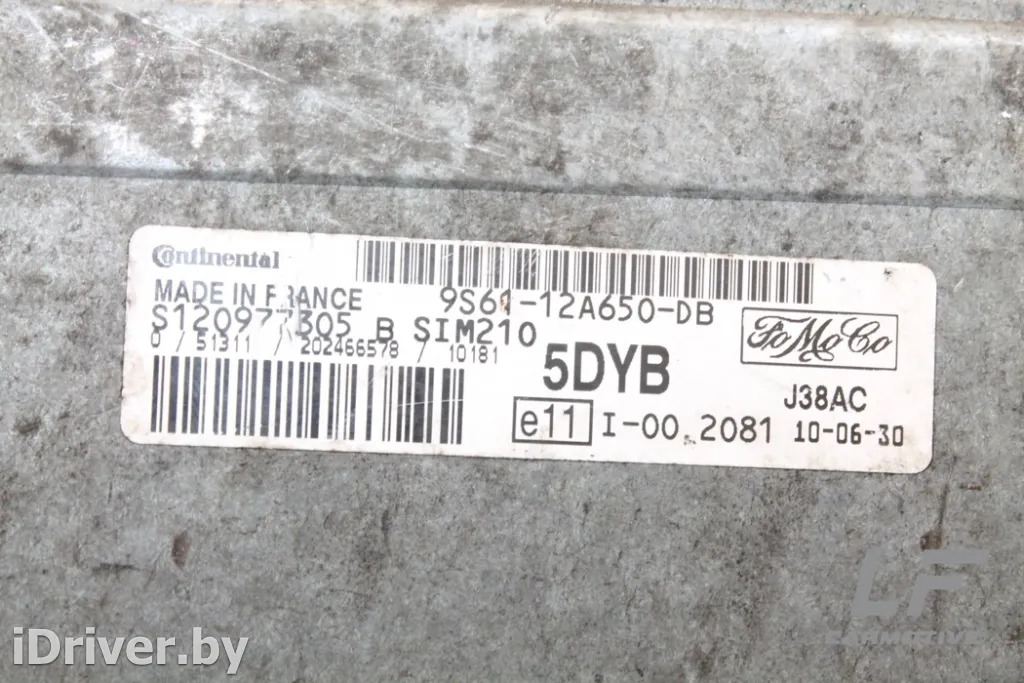 Continental
MADE IN FRANCE 9S61-12A650-DB
S120977305 B SIM210
0 / 51311 / 202466578 / 10181
5DYB
FoMoCo
J38AC
e11 I-00.2081 10-06-30
LF
iDriver.by